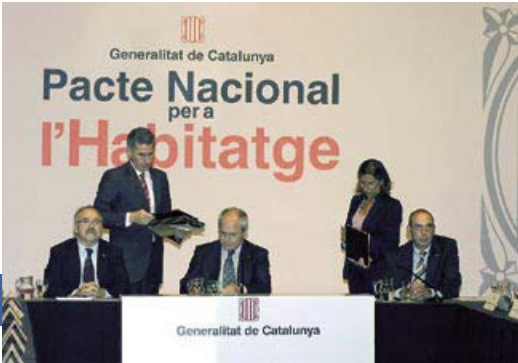 Generalitat de Catalunya
Pacte Nacional
per a
l'Habitatge
Generalitat de Catalunya